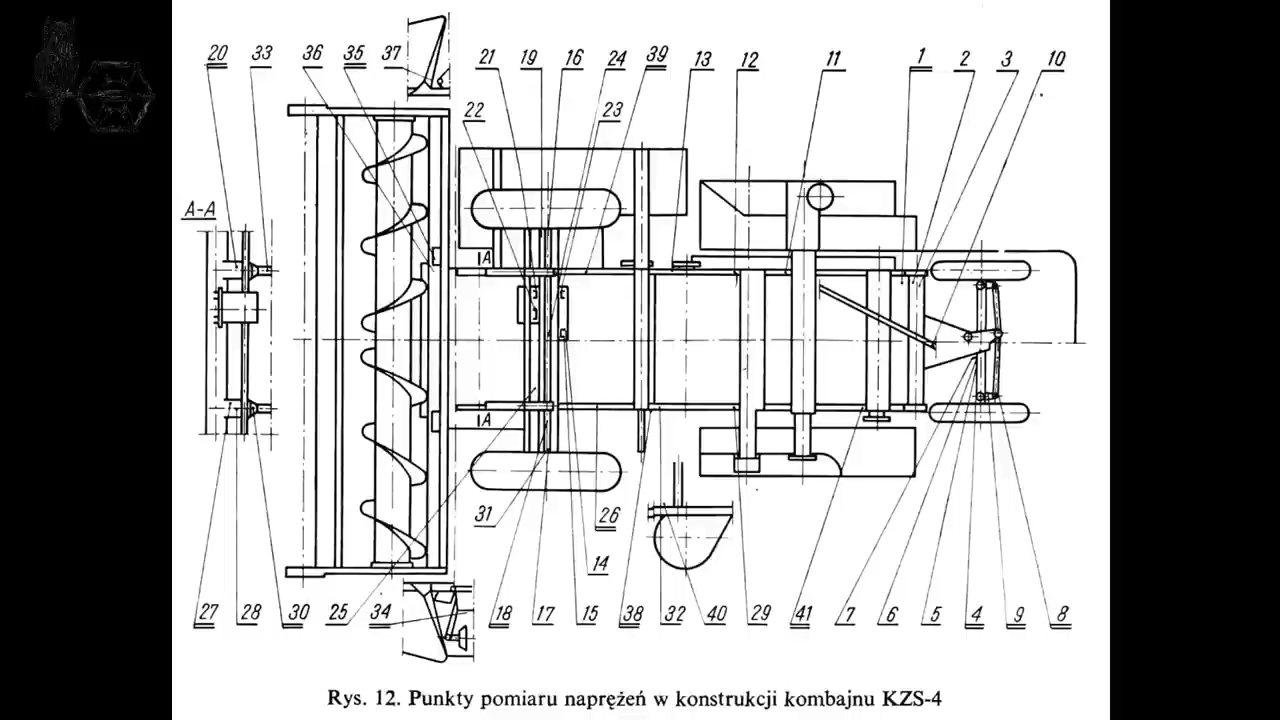 20 33 36 35 37 21 19 16 24 39 13 12 11 1 2 3 10
22 23
A-A
A
A
31 26
14
27 28 30 25 34 18 17 15 38 32 40 29 41 7 6 5 4 9 8
Rys. 12. Punkty pomiaru naprężeń w konstrukcji kombajnu KZS-4